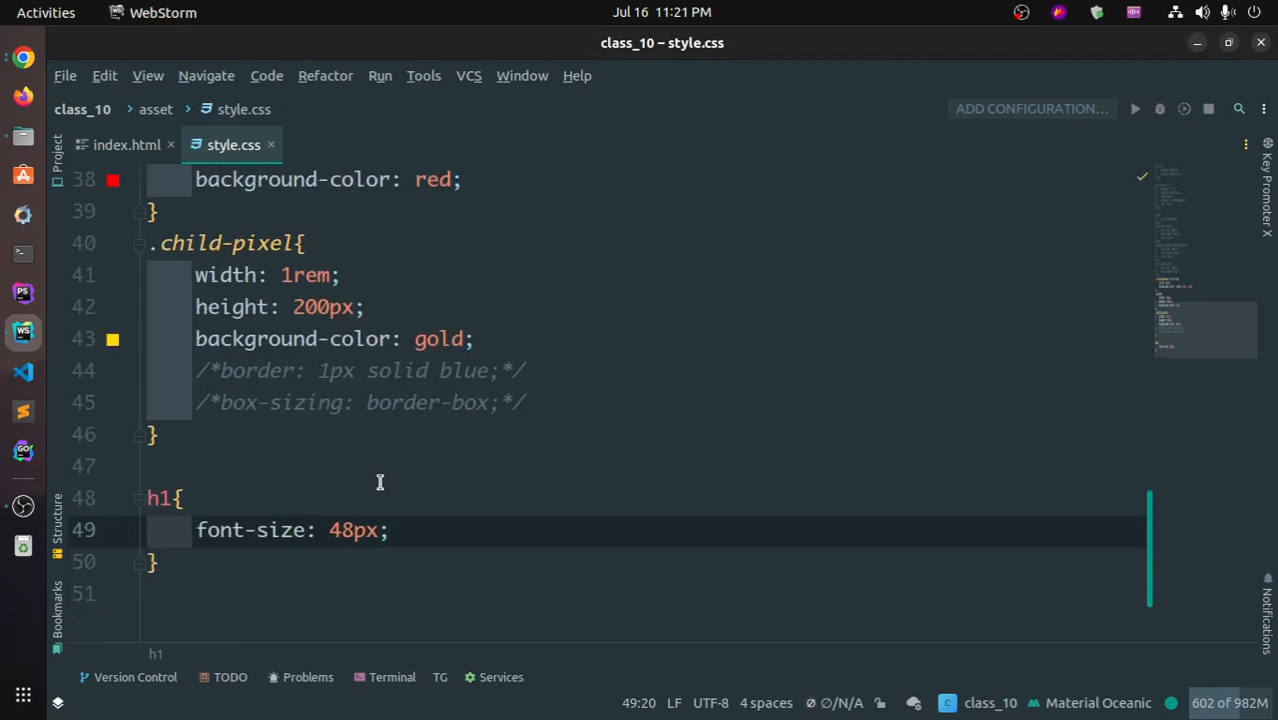 Activities
WebStorm
Jul 16 11:21 PM
class_10 – style.css
File Edit View Navigate Code Refactor Run Tools VCS Window Help
class_10 > asset > style.css
ADD CONFIGURATION...
index.html
style.css
Project
Key Promoter X
38 background-color: red;
39 }
40 .child-pixel{
41 width: 1rem;
42 height: 200px;
43 background-color: gold;
44 /*border: 1px solid blue;*/
45 /*box-sizing: border-box;*/
46 }
47
48 h1{
49 font-size: 48px;
50 }
51
Structure
Bookmarks
Notifications
h1
Version Control TODO Problems Terminal TG Services
49:20 LF UTF-8 4 spaces ∅/N/A C class_10 Material Oceanic 602 of 982M